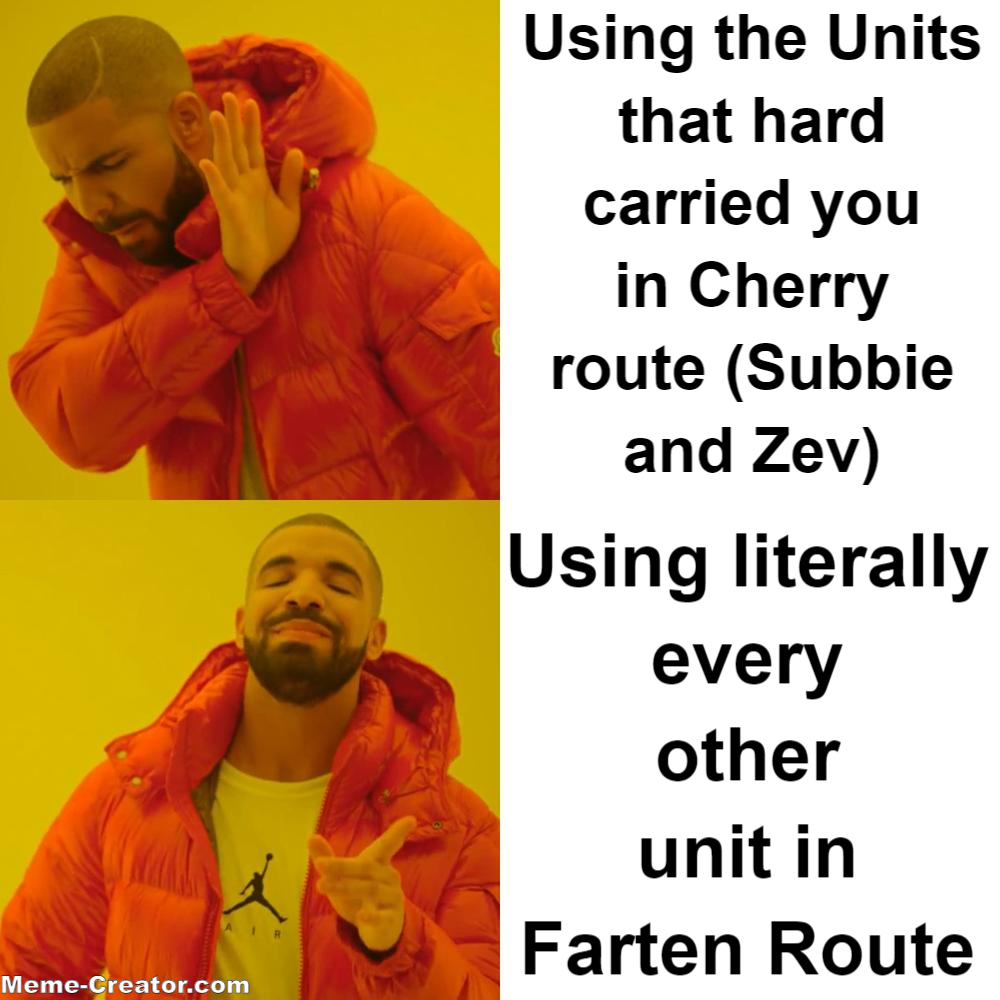 Using the Units
that hard
carried you
in Cherry
route (Subbie
and Zev)
Using literally
every
other
unit in
Farten Route
AIR
Meme-Creator.com